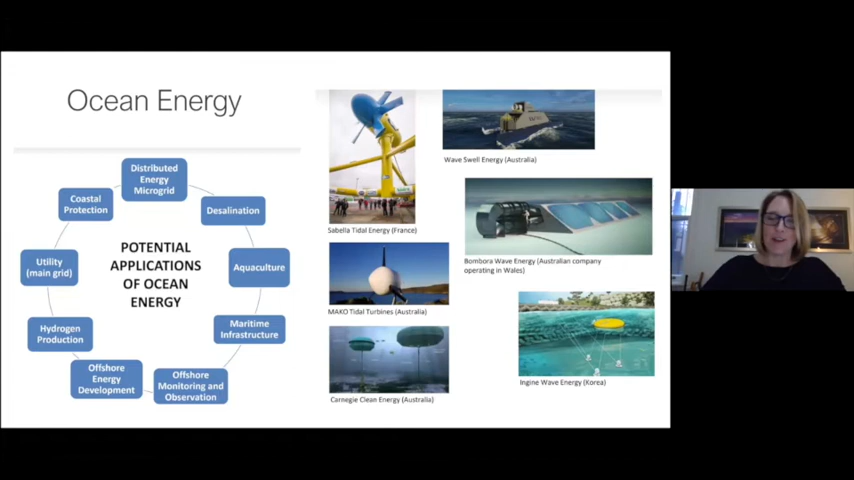 Ocean Energy
Distributed
Energy
Microgrid
Desalination
Aquaculture
Maritime
Infrastructure
Offshore
Monitoring and
Observation
Offshore
Energy
Development
Hydrogen
Production
Utility
(main grid)
Coastal
Protection
POTENTIAL
APPLICATIONS
OF OCEAN
ENERGY
Sabella Tidal Energy (France)
MAKO Tidal Turbines (Australia)
Carnegie Clean Energy (Australia)
Wave Swell Energy (Australia)
Bombora Wave Energy (Australian company
operating in Wales)
Ingine Wave Energy (Korea)